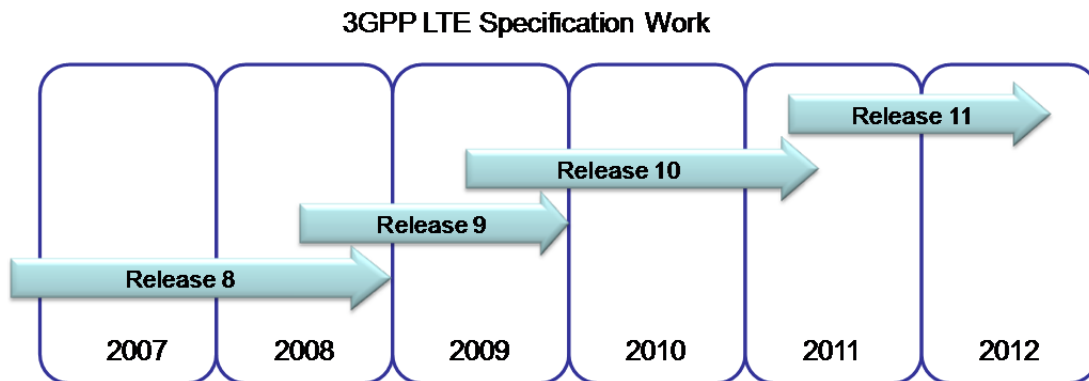 3GPP LTE Specification Work
Release 11
Release 10
Release 9
Release 8
2007 2008 2009 2010 2011 2012